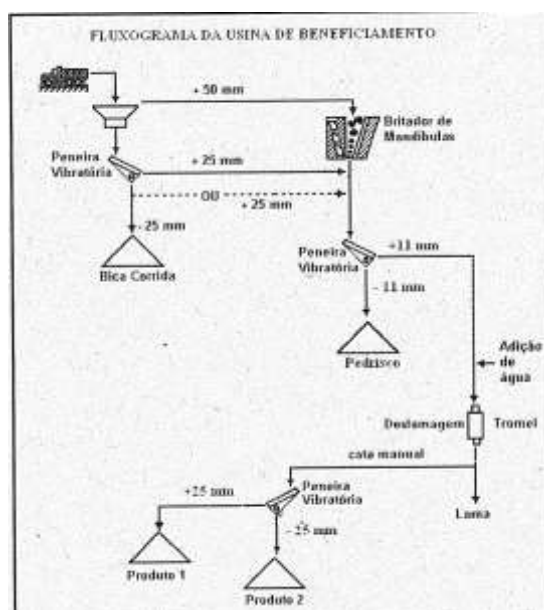 FLUXOGRAMA DA USINA DE BENEFICIAMENTO
+ 50 mm
Britador de
Mandíbulas
Peneira
Vibratória
+ 25 mm
OU
+ 25 mm
- 25 mm
Bica Corrida
Peneira
Vibratória
+11 mm
- 11 mm
Pedrisco
Adição
de
água
Deslamagem
Tromel
cata manual
Lama
Peneira
Vibratória
+25 mm
- 25 mm
Produto 1
Produto 2